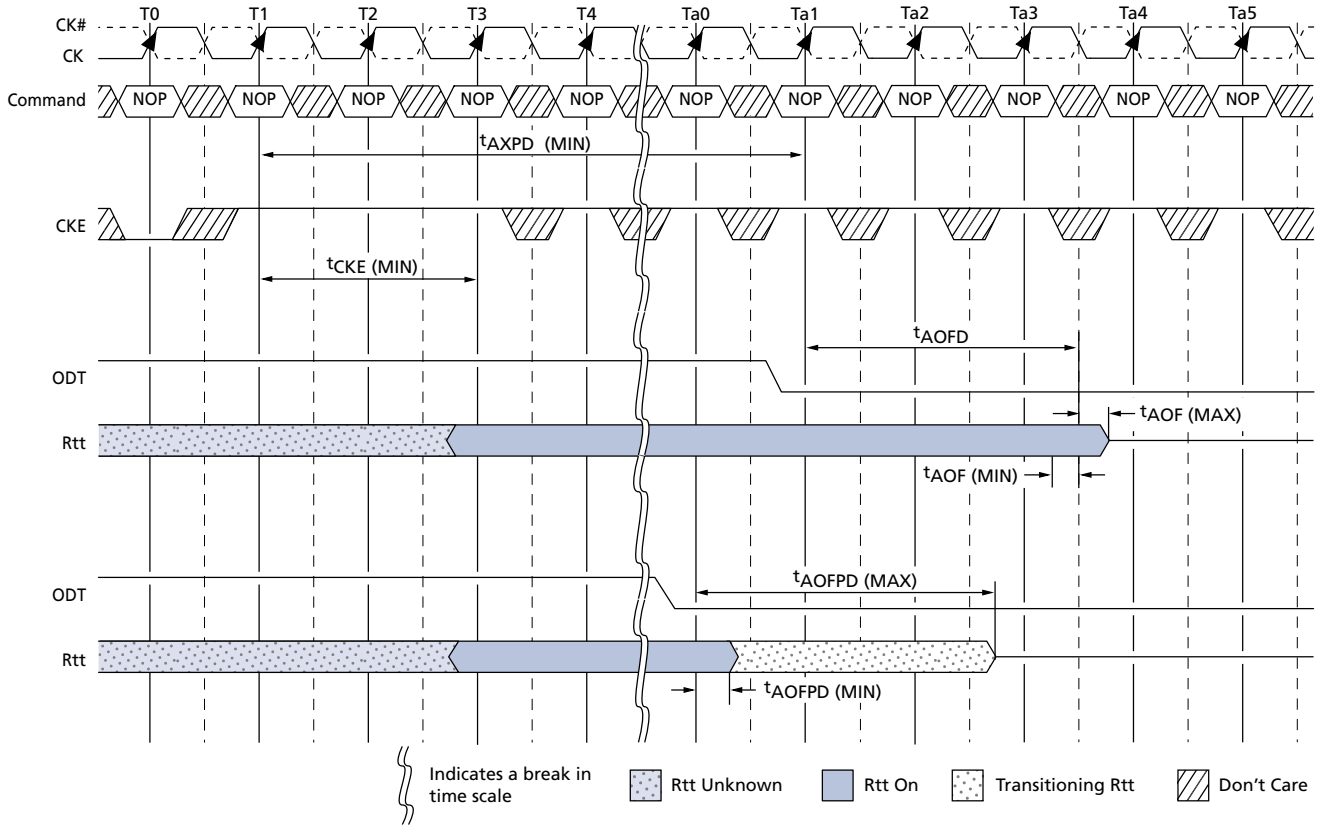 T0 T1 T2 T3 T4 Ta0 Ta1 Ta2 Ta3 Ta4 Ta5
CK#
CK
Command NOP NOP NOP NOP NOP NOP NOP NOP NOP NOP NOP
tAXPD (MIN)
CKE
tCKE (MIN)
tAOFD
ODT
tAOF (MAX)
Rtt
tAOF (MIN)
tAOFPD (MAX)
ODT
Rtt
tAOFPD (MIN)
Indicates a break in
time scale
Rtt Unknown
Rtt On
Transitioning Rtt
Don't Care